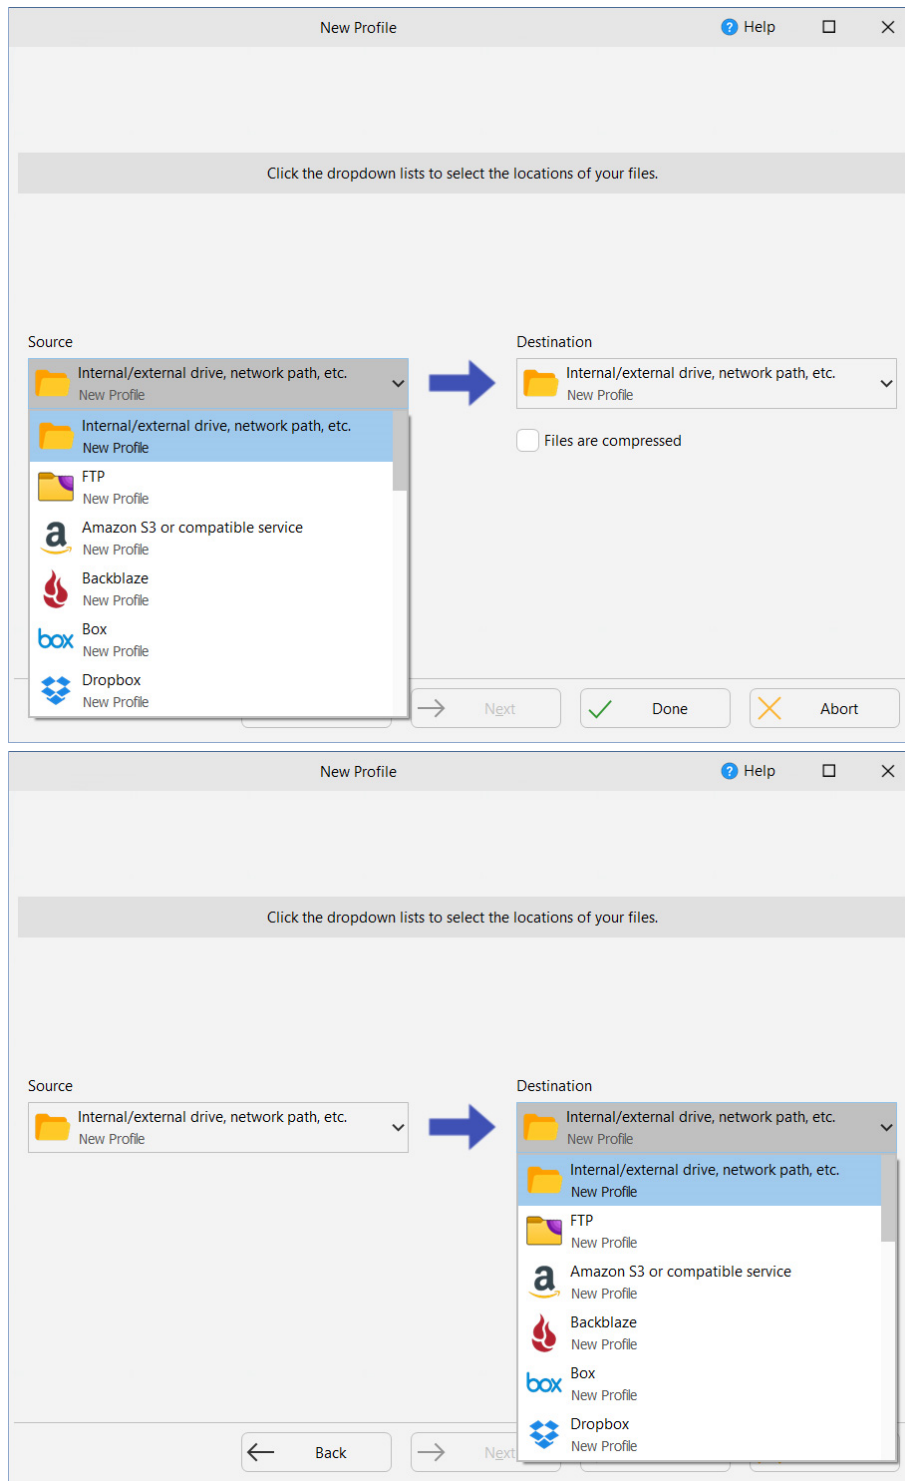 New Profile
Help
Click the dropdown lists to select the locations of your files.
Source
Destination
Internal/external drive, network path, etc.
New Profile
Internal/external drive, network path, etc.
New Profile
Files are compressed
Internal/external drive, network path, etc.
New Profile
FTP
New Profile
a
Amazon S3 or compatible service
New Profile
Backblaze
New Profile
box
Box
New Profile
Dropbox
New Profile
Next
Done
Abort
New Profile
Help
Click the dropdown lists to select the locations of your files.
Source
Destination
Internal/external drive, network path, etc.
New Profile
Internal/external drive, network path, etc.
New Profile
Internal/external drive, network path, etc.
New Profile
FTP
New Profile
a
Amazon S3 or compatible service
New Profile
Backblaze
New Profile
box
Box
New Profile
Dropbox
New Profile
Back
Next